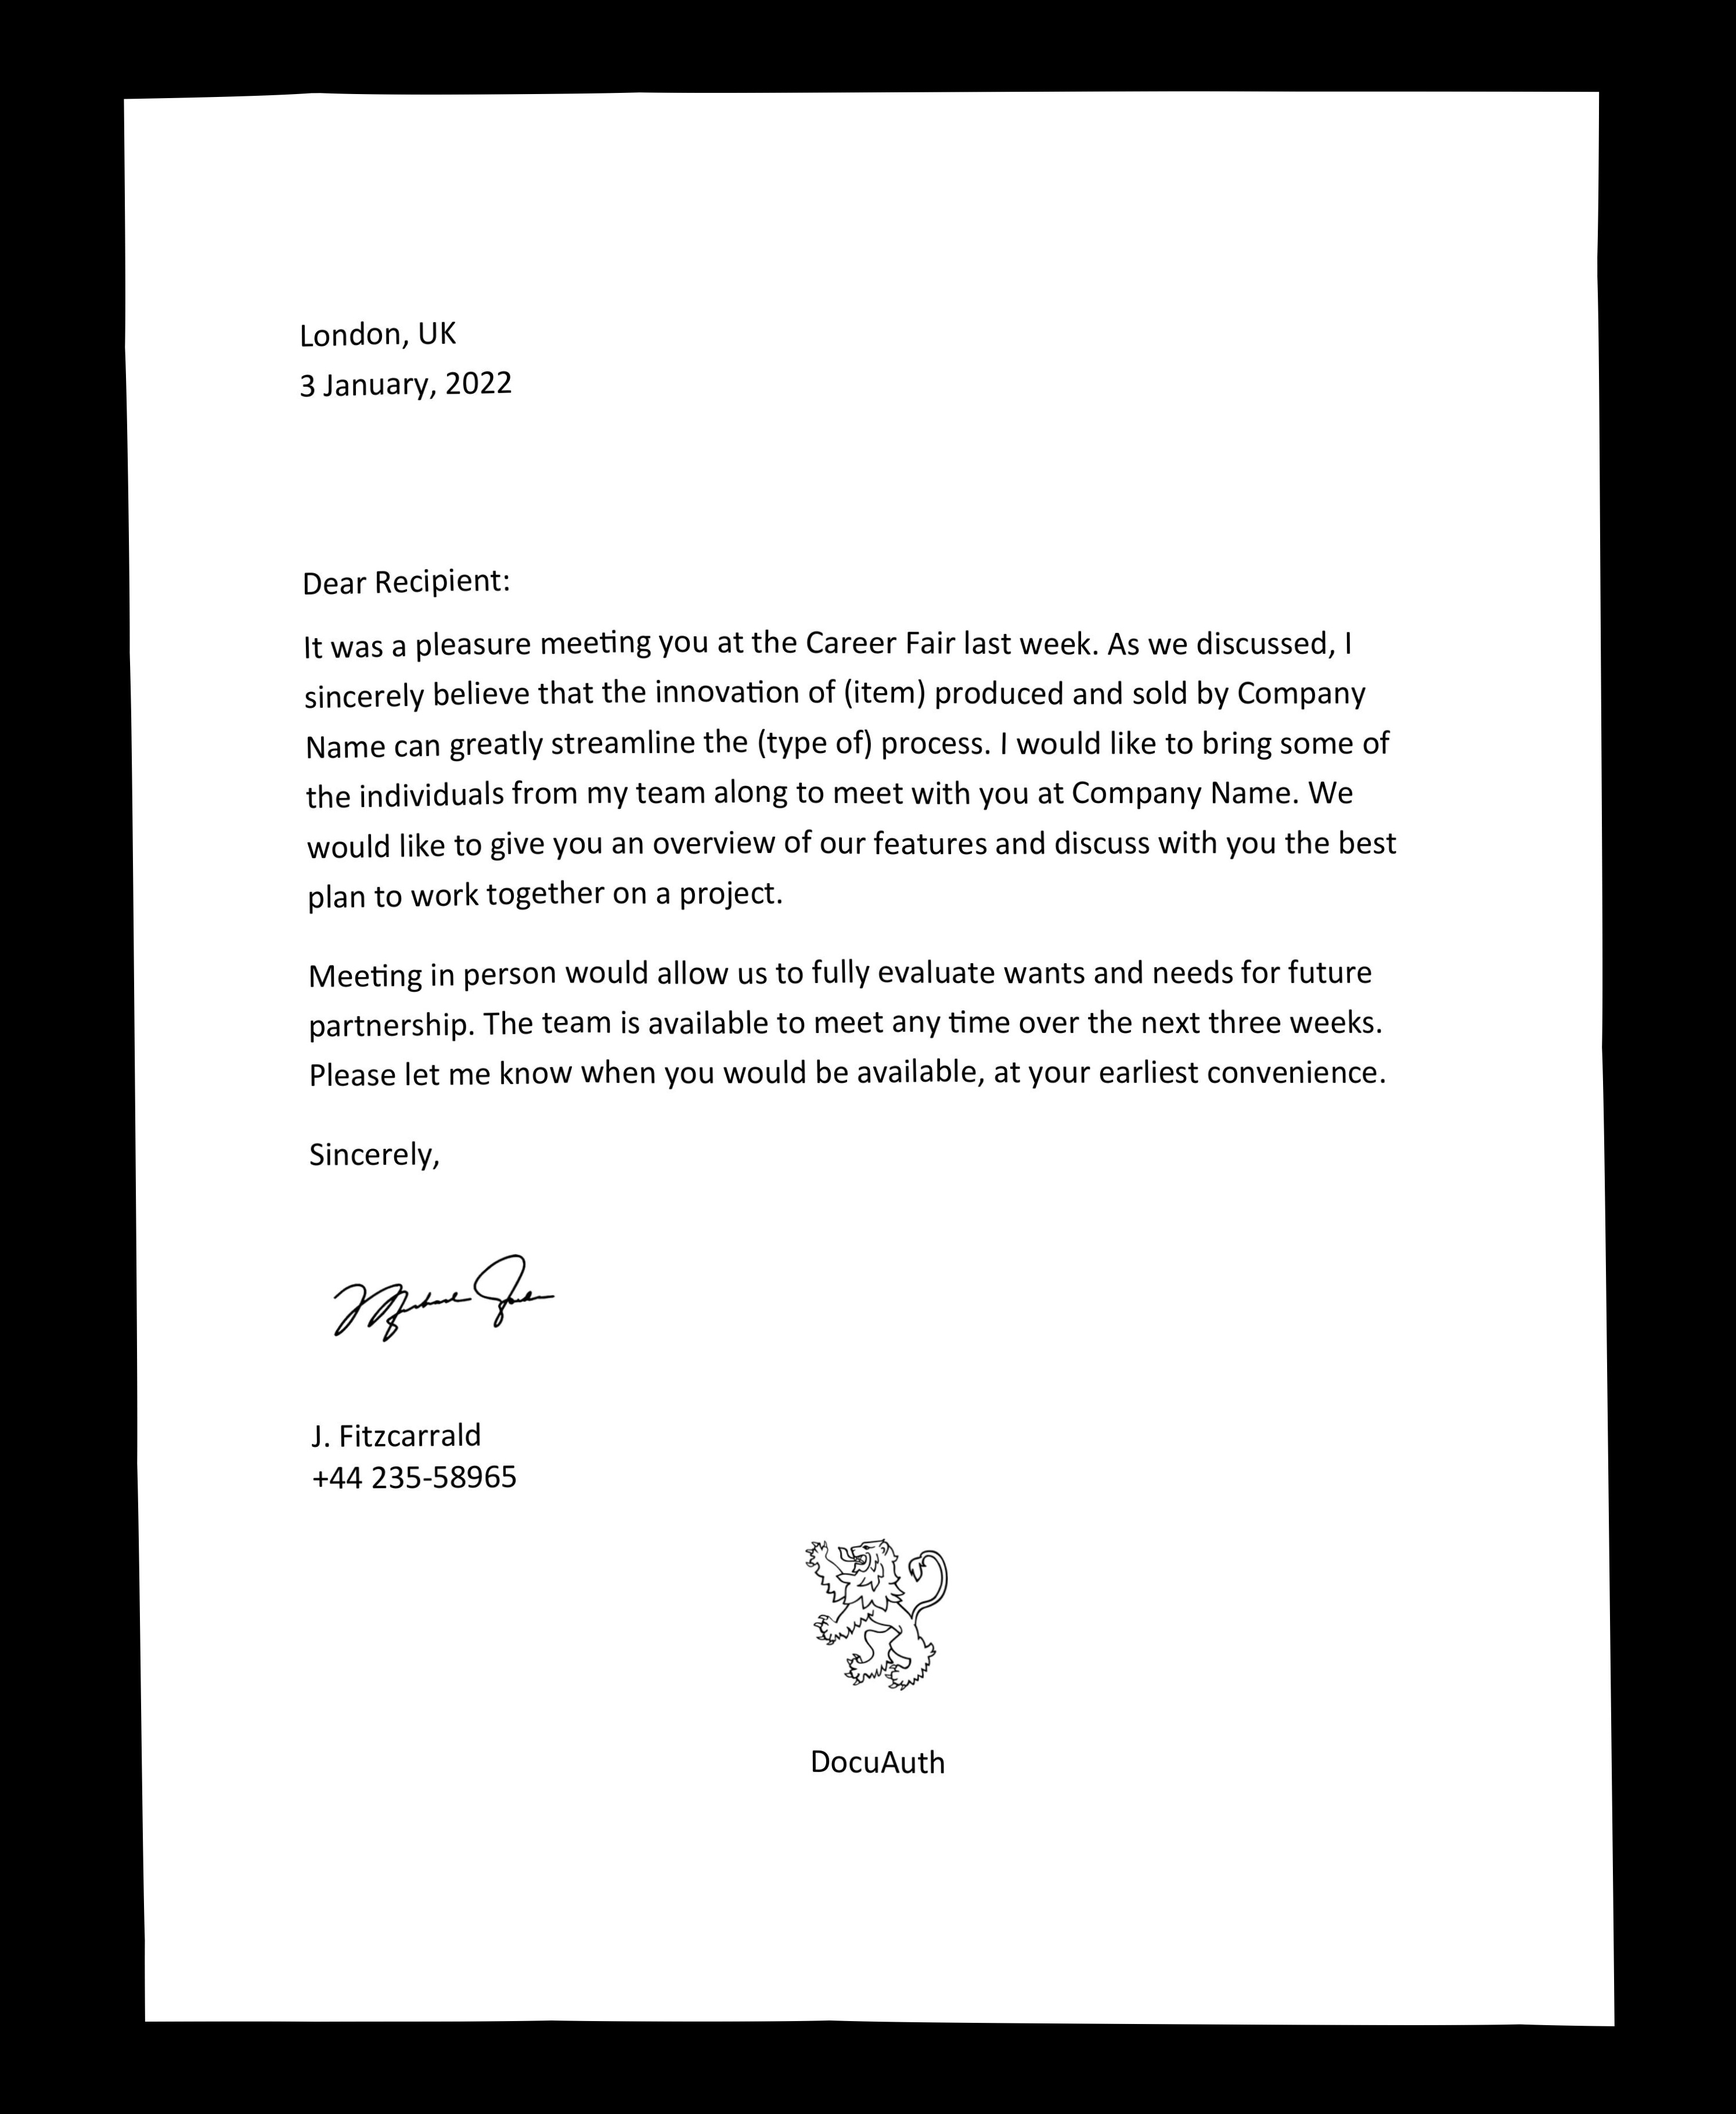 London, UK
3 January, 2022
Dear Recipient:
It was a pleasure meeting you at the Career Fair last week. As we discussed, I
sincerely believe that the innovation of (item) produced and sold by Company
Name can greatly streamline the (type of) process. I would like to bring some of
the individuals from my team along to meet with you at Company Name. We
would like to give you an overview of our features and discuss with you the best
plan to work together on a project.
Meeting in person would allow us to fully evaluate wants and needs for future
partnership. The team is available to meet any time over the next three weeks.
Please let me know when you would be available, at your earliest convenience.
Sincerely,
J. Fitzcarrald
+44 235-58965
DocuAuth